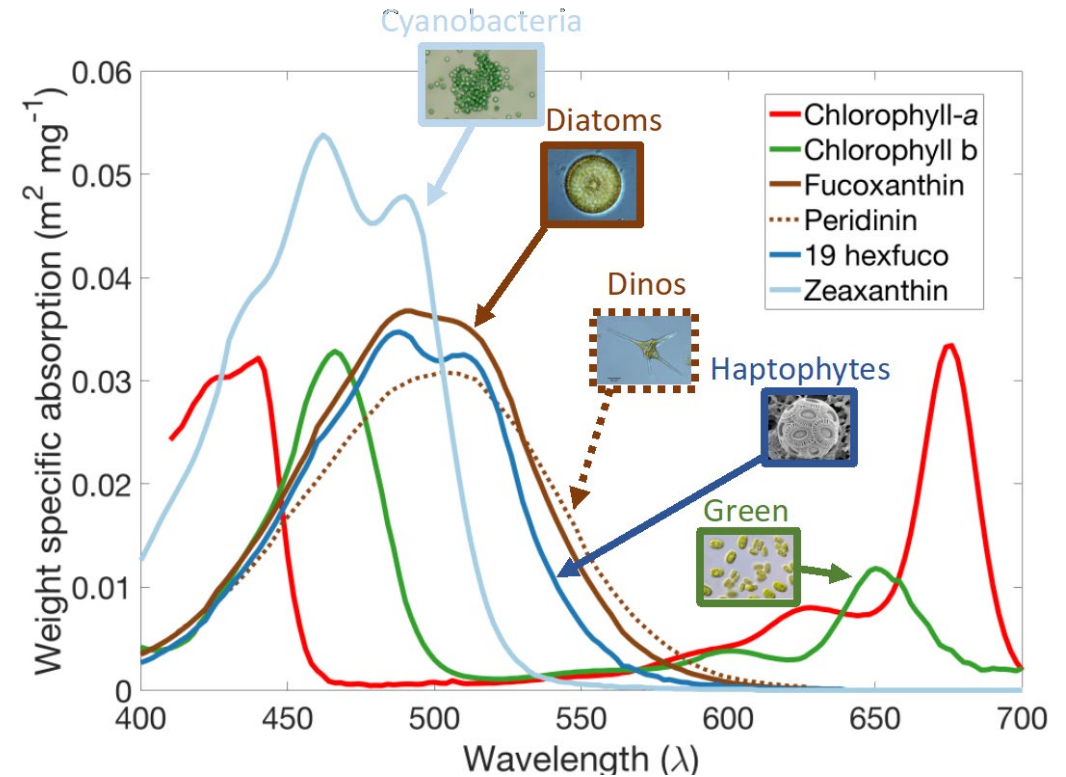 Cyanobacteria
Diatoms
Dinos
Haptophytes
Green
Chlorophyll-a
Chlorophyll b
Fucoxanthin
Peridinin
19 hexfuco
Zeaxanthin
Weight specific absorption (m² mg⁻¹)
0.06
0.05
0.04
0.03
0.02
0.01
0
400 450 500 550 600 650 700
Wavelength (λ)